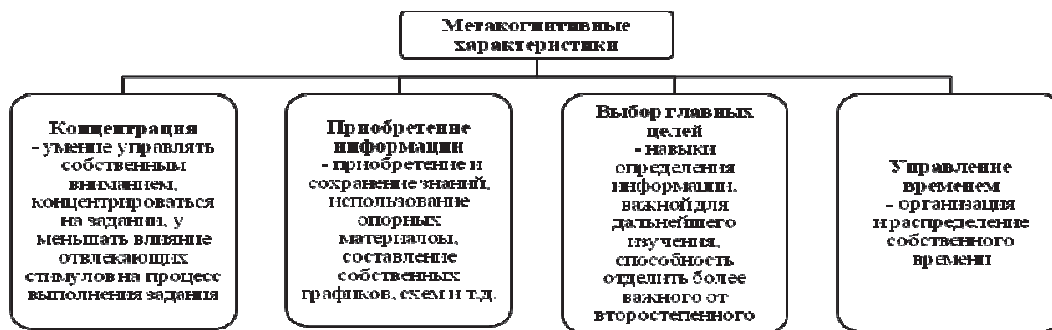 Метакогнитивные
характеристики
Концентрация
- умение управлять
собственным
вниманием,
концентрироваться
на задании, у
меньшать влияние
отвлекающих
стимулов на процесс
выполнения задания
Приобретение
информации
- приобретение и
сохранение знаний,
использование
опорных
материалом,
составление
собственных
графиков, схем и т.д.
Выбор главных
целей
- навыки
определения
информации,
важной для
дальнейшего
изучения,
способность
отделить более
важного от
второстепенного
Управление
временем
- организация
и распределение
собственного
времени